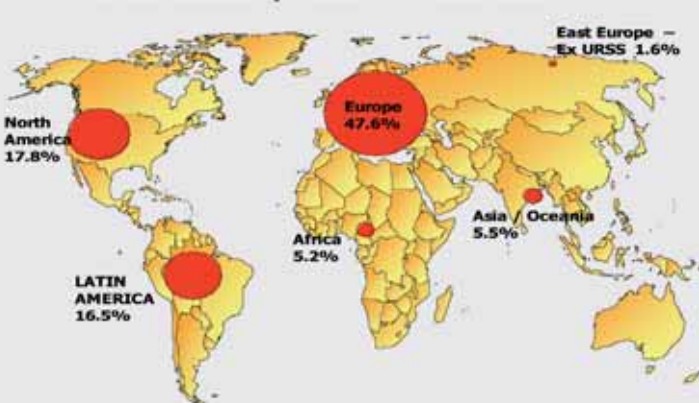 East Europe –
Ex URSS 1.6%
Europe
47.6%
North
America
17.8%
Asia / Oceania
5.5%
Africa
5.2%
LATIN
AMERICA
16.5%